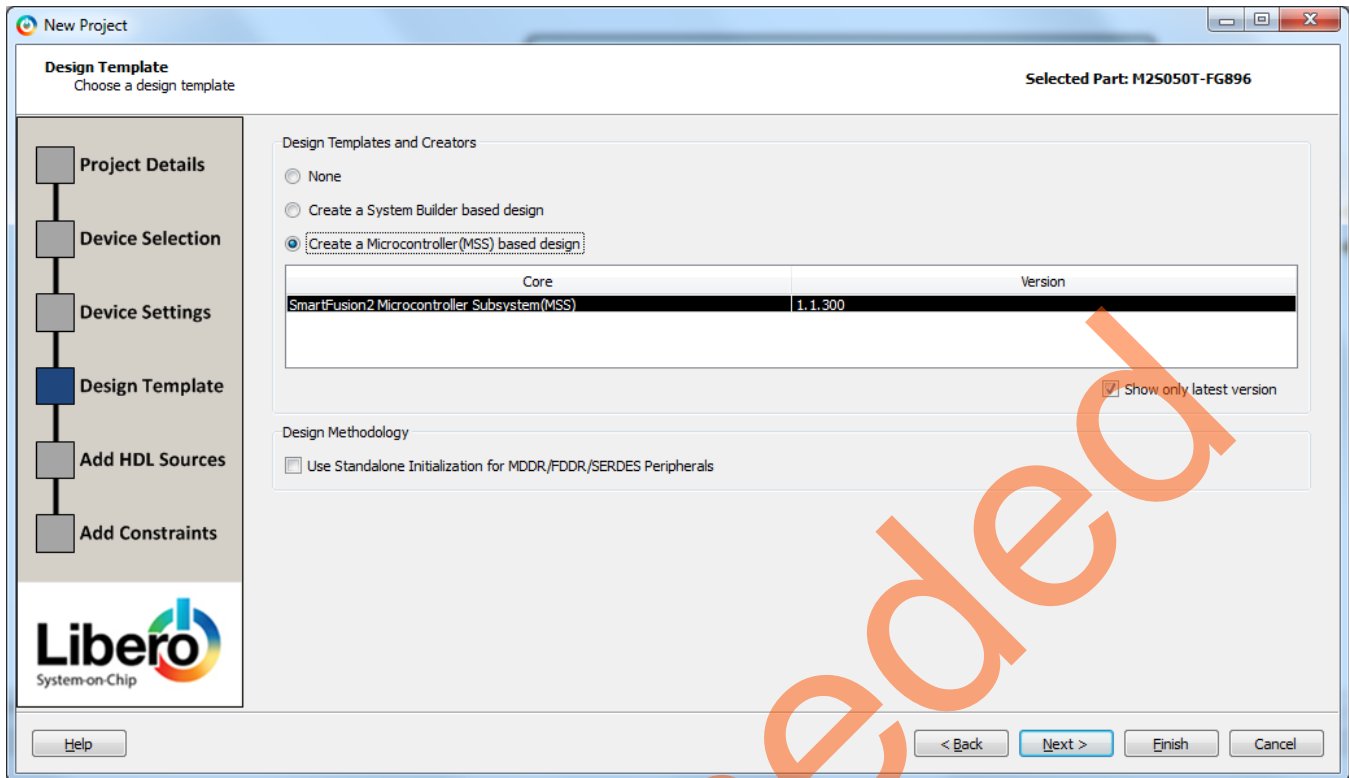 New Project
Design Template
Choose a design template
Selected Part: M2S050T-FG896
Project Details
Device Selection
Device Settings
Design Template
Add HDL Sources
Add Constraints
Libero
System-on-Chip
Design Templates and Creators
None
Create a System Builder based design
Create a Microcontroller(MSS) based design
Core Version
SmartFusion2 Microcontroller Subsystem(MSS) 1.1.300
Show only latest version
Design Methodology
Use Standalone Initialization for MDDR/FDDR/SERDES Peripherals
Help
< Back
Next >
Finish
Cancel
eded